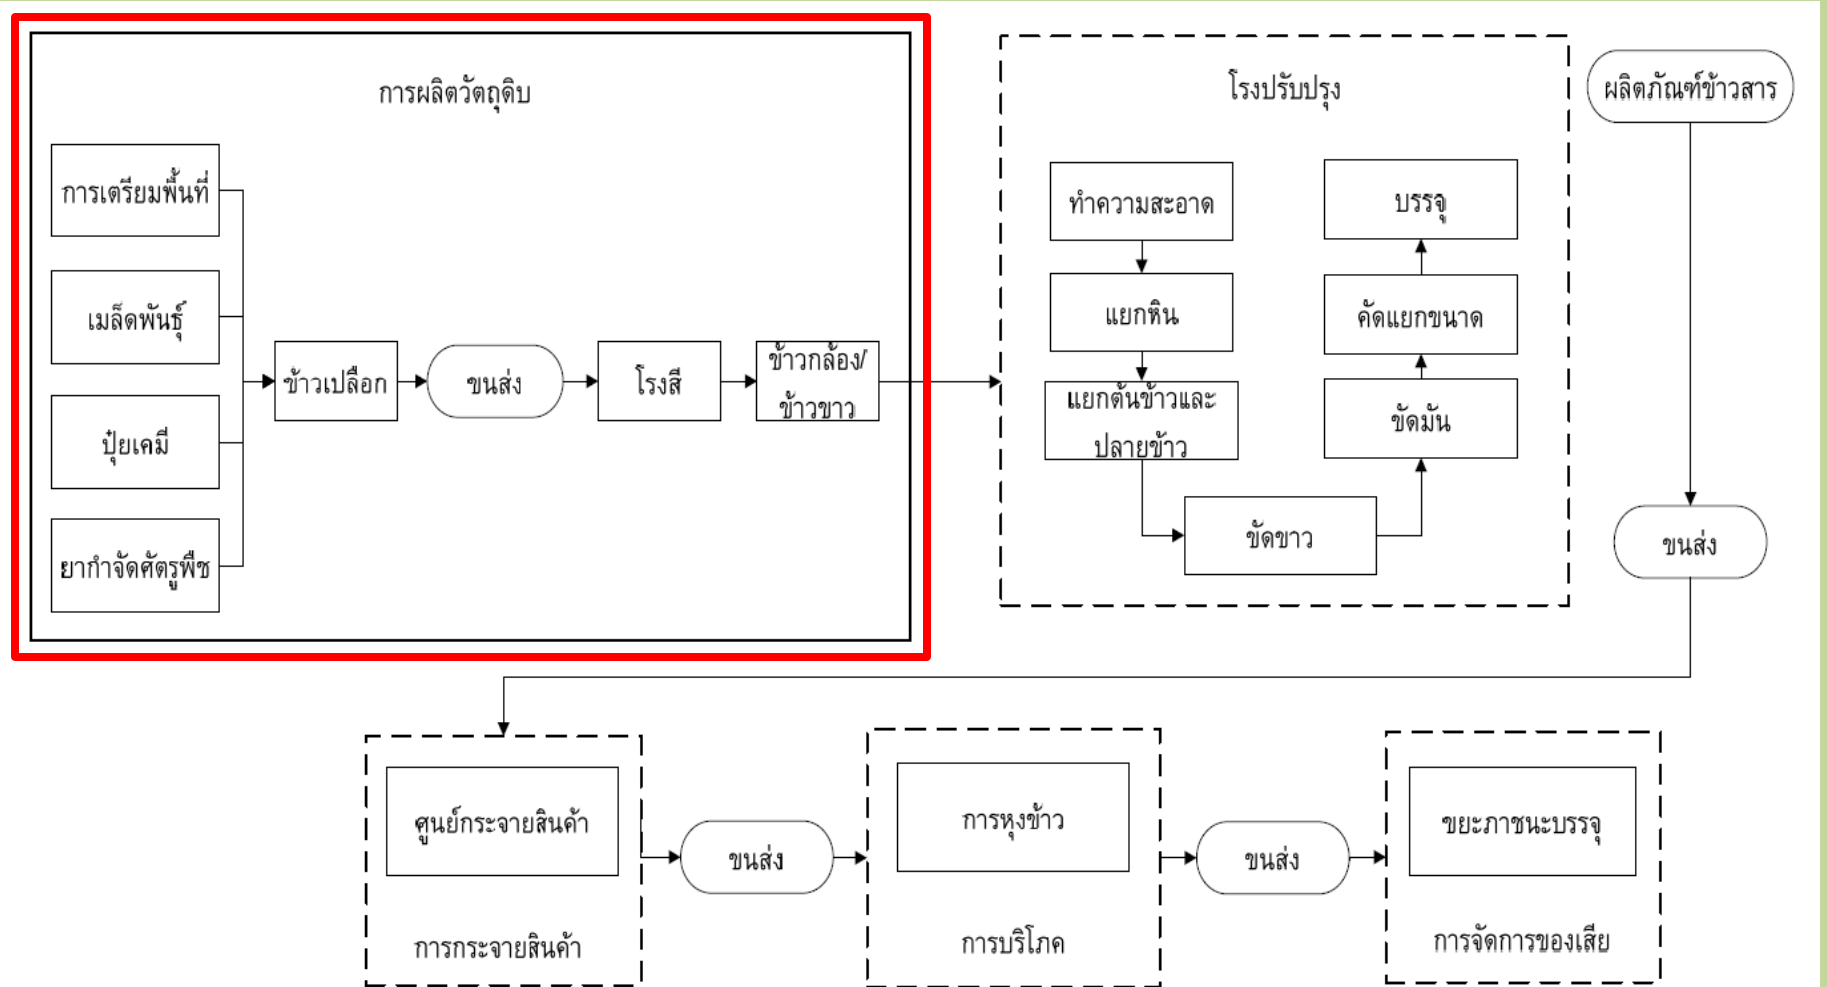 การผลิตวัตถุดิบ
การเตรียมพื้นที่
เมล็ดพันธุ์
ปุ๋ยเคมี
ยากำจัดศัตรูพืช
ข้าวเปลือก
ขนส่ง
โรงสี
ข้าวกล้อง/
ข้าวขาว
โรงปรับปรุง
ทำความสะอาด
แยกหิน
แยกต้นข้าวและ
ปลายข้าว
ขัดขาว
ขัดมัน
คัดแยกขนาด
บรรจุ
ผลิตภัณฑ์ข้าวสาร
ขนส่ง
ศูนย์กระจายสินค้า
การกระจายสินค้า
ขนส่ง
การหุงข้าว
การบริโภค
ขนส่ง
ขยะภาชนะบรรจุ
การจัดการของเสีย